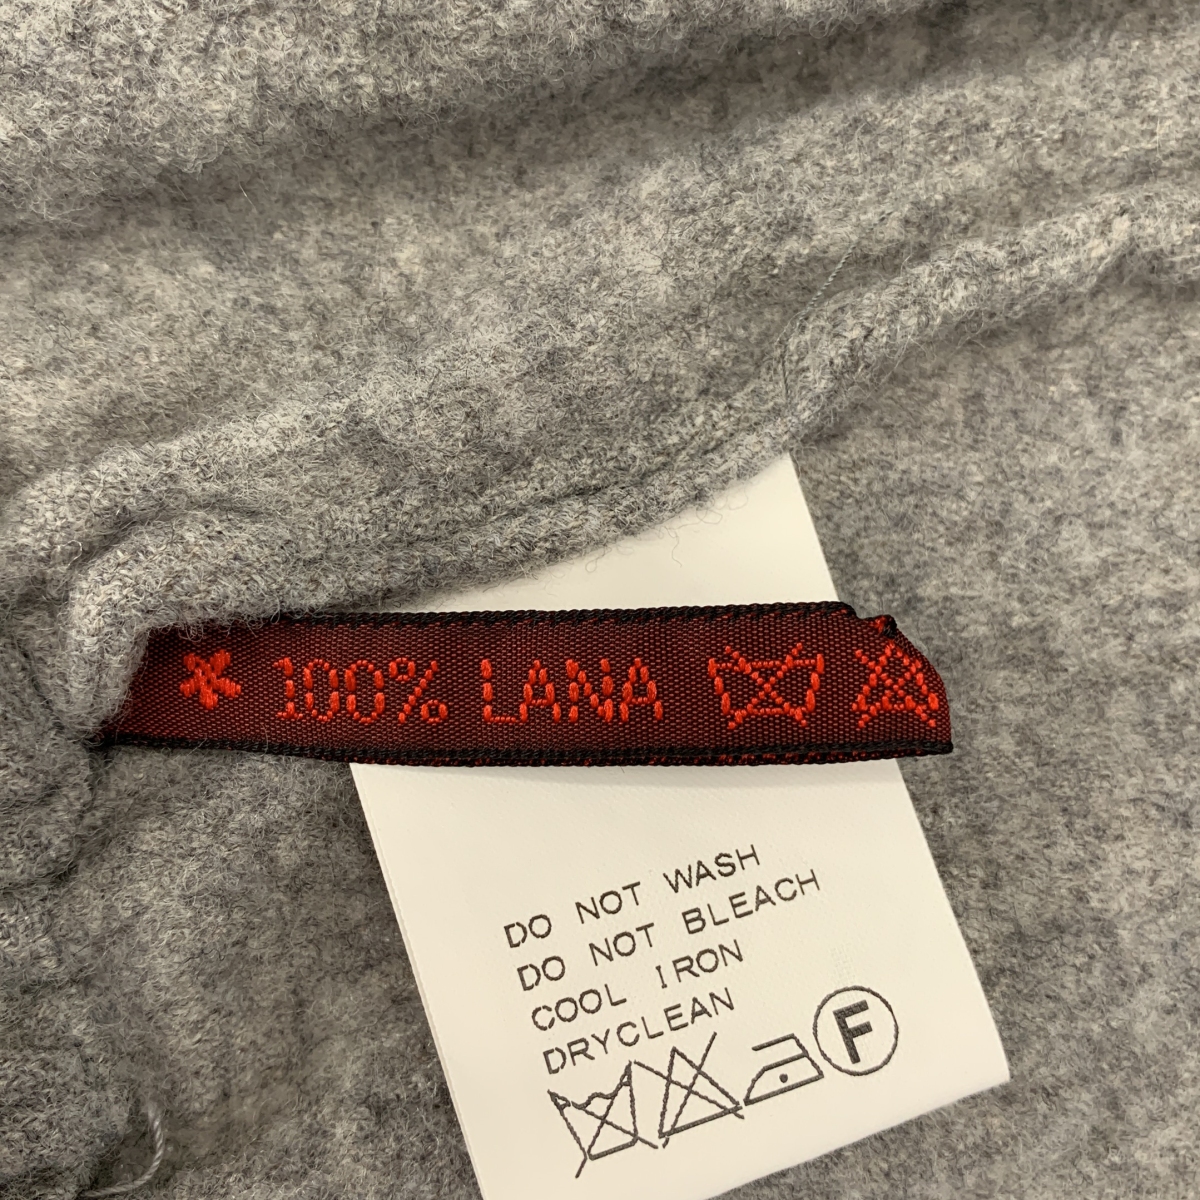 * 100% LANA
DO NOT WASH
DO NOT BLEACH
COOL IRON
DRYCLEAN
F